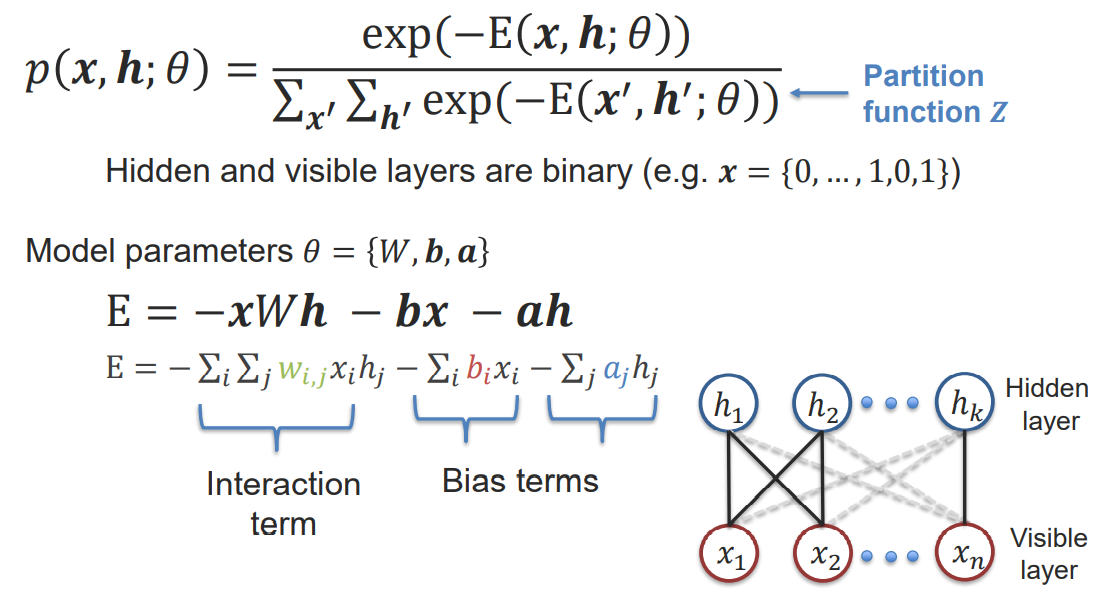 p(x, h; θ) = exp(−E(x, h; θ)) / ∑x′ ∑h′ exp(−E(x′, h′; θ))
Partition
function Z
Hidden and visible layers are binary (e.g. x = {0, … , 1,0,1})
Model parameters θ = {W, b, a}
E = −xWh − bx − ah
E = − ∑i ∑j wi,j xi hj − ∑i bi xi − ∑j aj hj
Interaction
term
Bias terms
h1 h2 hk
Hidden
layer
x1 x2 xn
Visible
layer